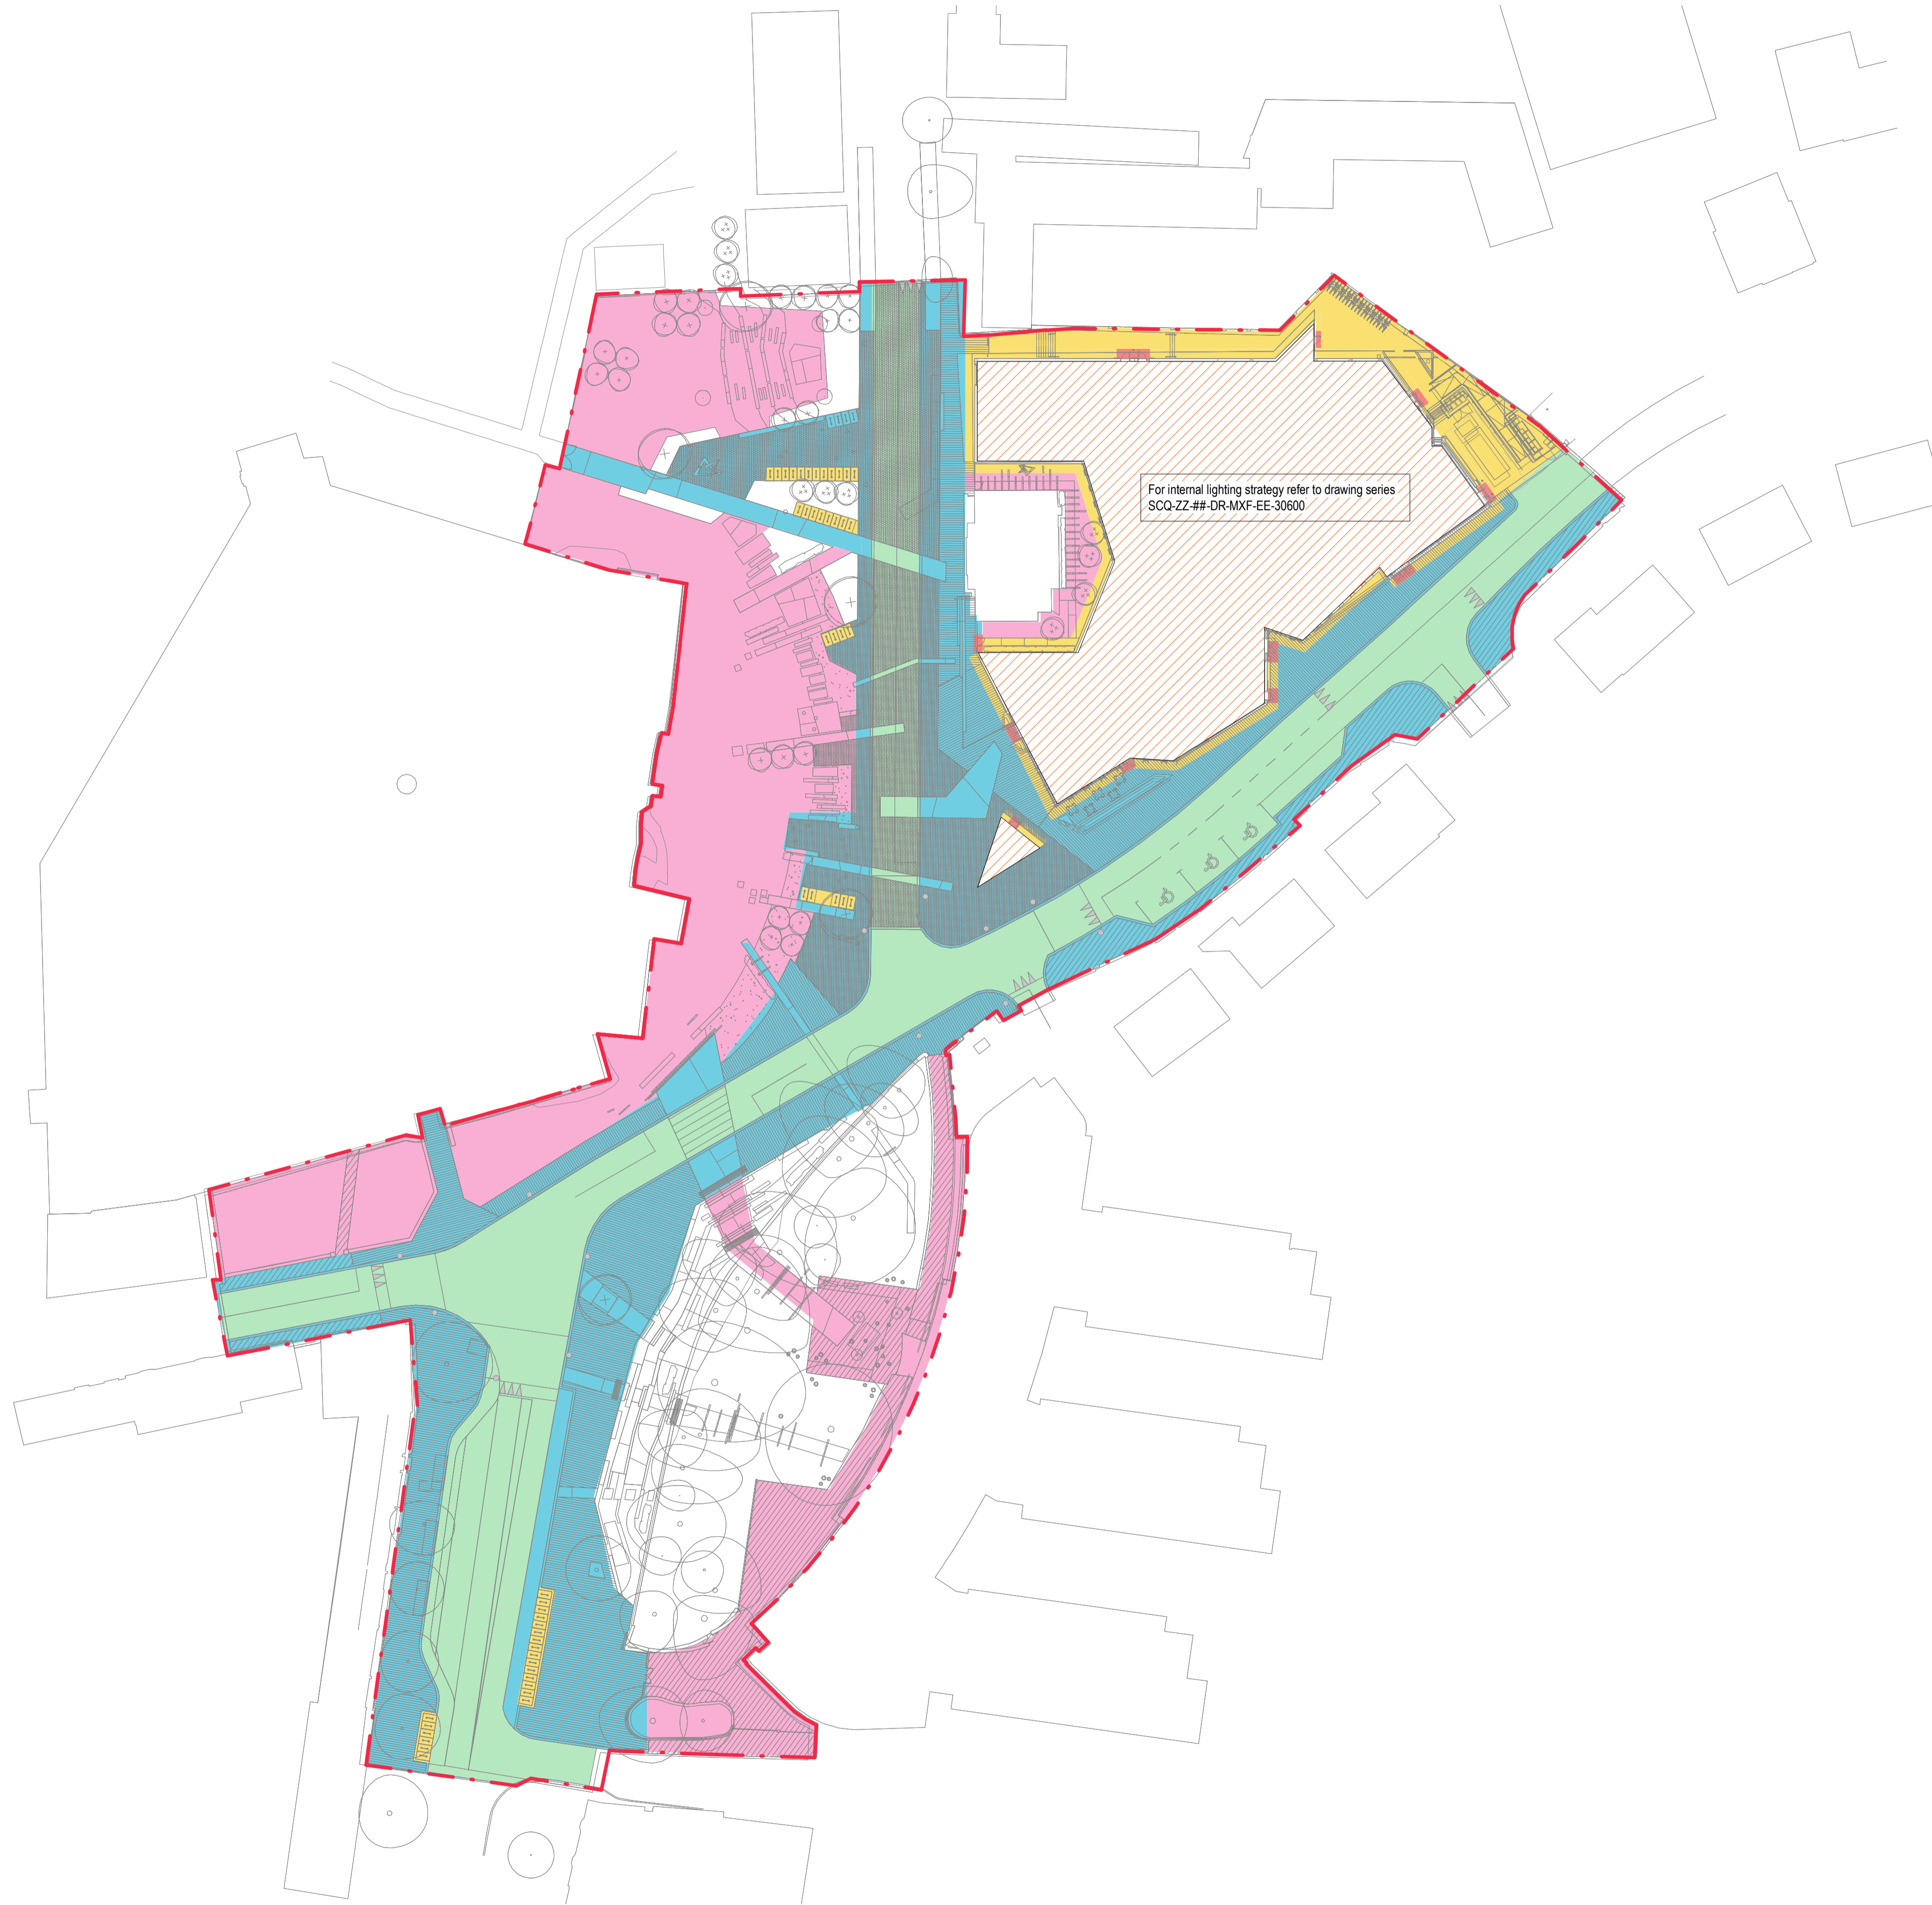 For internal lighting strategy refer to drawing series
SCQ-ZZ-##-DR-MXF-EE-30600